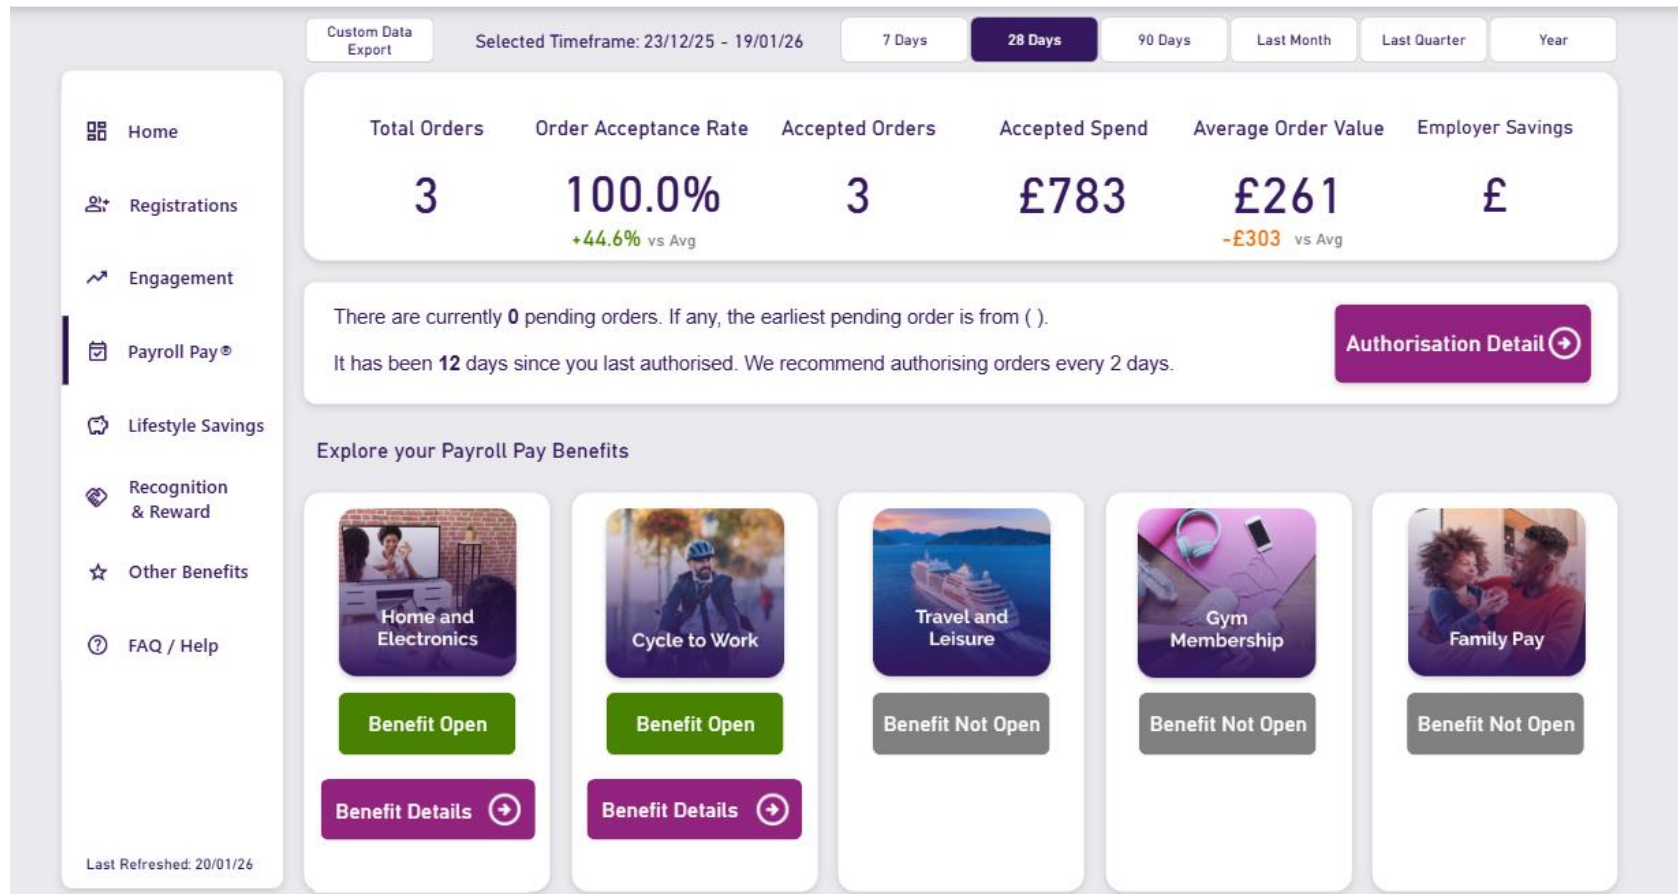 Custom Data
Export
Selected Timeframe: 23/12/25 - 19/01/26
7 Days
28 Days
90 Days
Last Month
Last Quarter
Year
Home
Registrations
Engagement
Payroll Pay®
Lifestyle Savings
Recognition
& Reward
Other Benefits
FAQ / Help
Last Refreshed: 20/01/26
Total Orders
3
Order Acceptance Rate
100.0%
+44.6% vs Avg
Accepted Orders
3
Accepted Spend
£783
Average Order Value
£261
-£303 vs Avg
Employer Savings
£
There are currently 0 pending orders. If any, the earliest pending order is from ( ).
It has been 12 days since you last authorised. We recommend authorising orders every 2 days.
Authorisation Detail
Explore your Payroll Pay Benefits
Home and
Electronics
Benefit Open
Benefit Details
Cycle to Work
Benefit Open
Benefit Details
Travel and
Leisure
Benefit Not Open
Gym
Membership
Benefit Not Open
Family Pay
Benefit Not Open